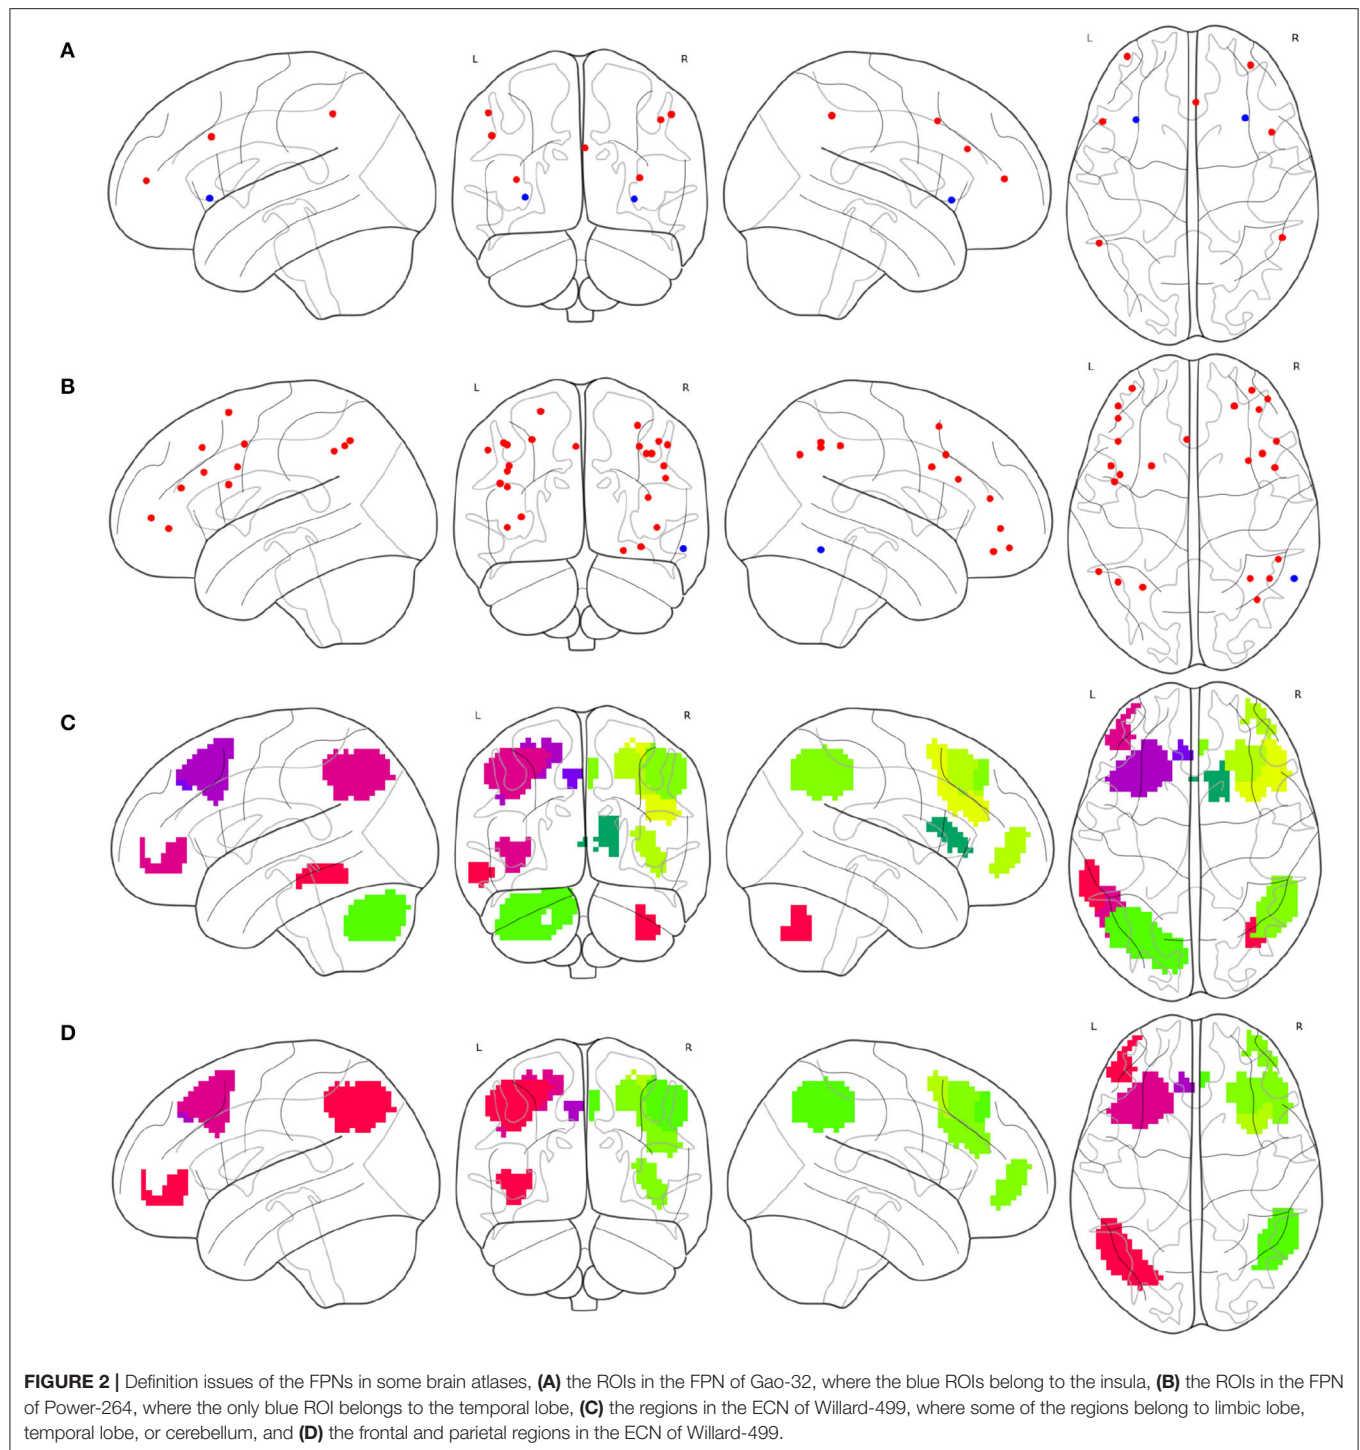 A
L
R
L
R
B
L
R
L
R
C
L
R
L
R
D
L
R
L
R
FIGURE 2 | Definition issues of the FPNs in some brain atlases, (A) the ROIs in the FPN of Gao-32, where the blue ROIs belong to the insula, (B) the ROIs in the FPN
of Power-264, where the only blue ROI belongs to the temporal lobe, (C) the regions in the ECN of Willard-499, where some of the regions belong to limbic lobe,
temporal lobe, or cerebellum, and (D) the frontal and parietal regions in the ECN of Willard-499.